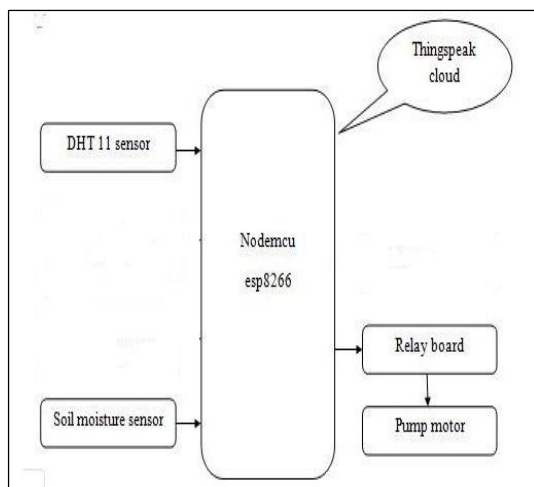 Thingspeak
cloud
DHT 11 sensor
Nodemcu
esp8266
Relay board
Soil moisture sensor
Pump motor